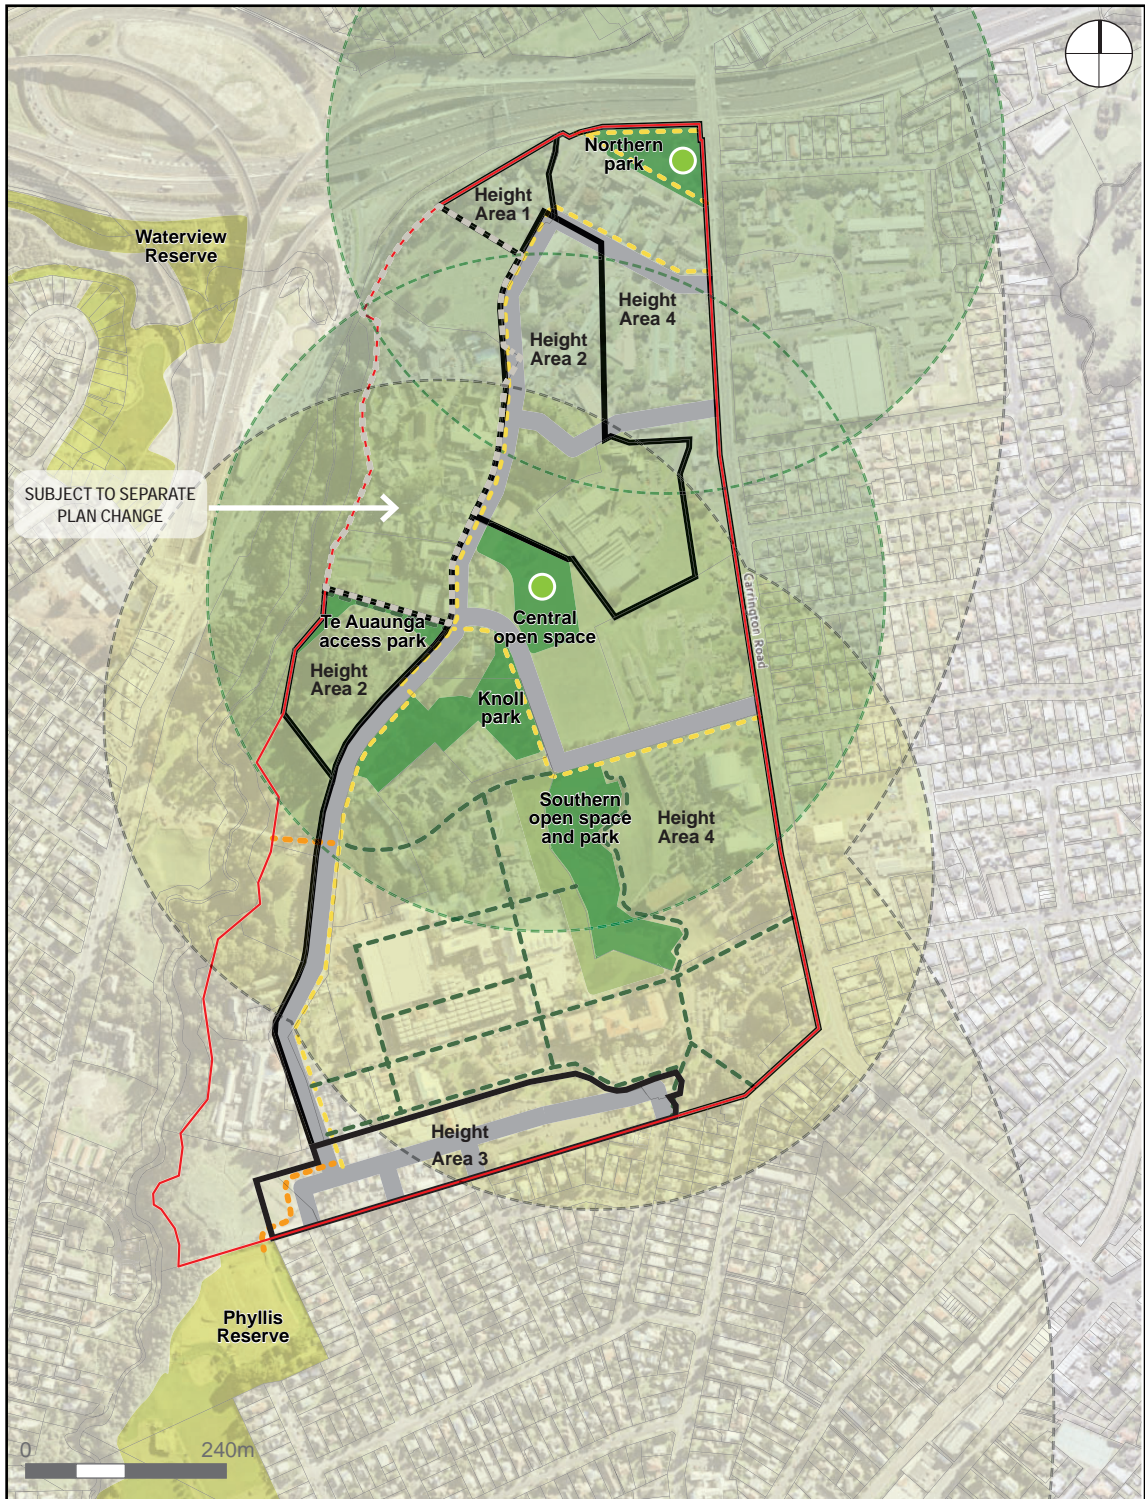 Northern
park
Height
Area 1
Waterview
Reserve
Height
Area 4
Height
Area 2
SUBJECT TO SEPARATE
PLAN CHANGE
Carrington Road
Te Auaunga
access park
Central
open space
Height
Area 2
Knoll
park
Southern
open space
and park
Height
Area 4
Height
Area 3
Phyllis
Reserve
0 240m